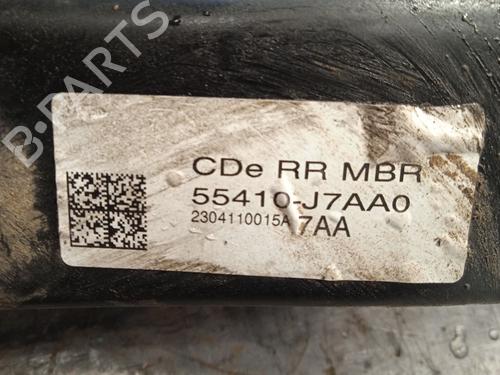 B-PARTS
CDe RR MBR
55410-J7AA0
2304110015A 7AA